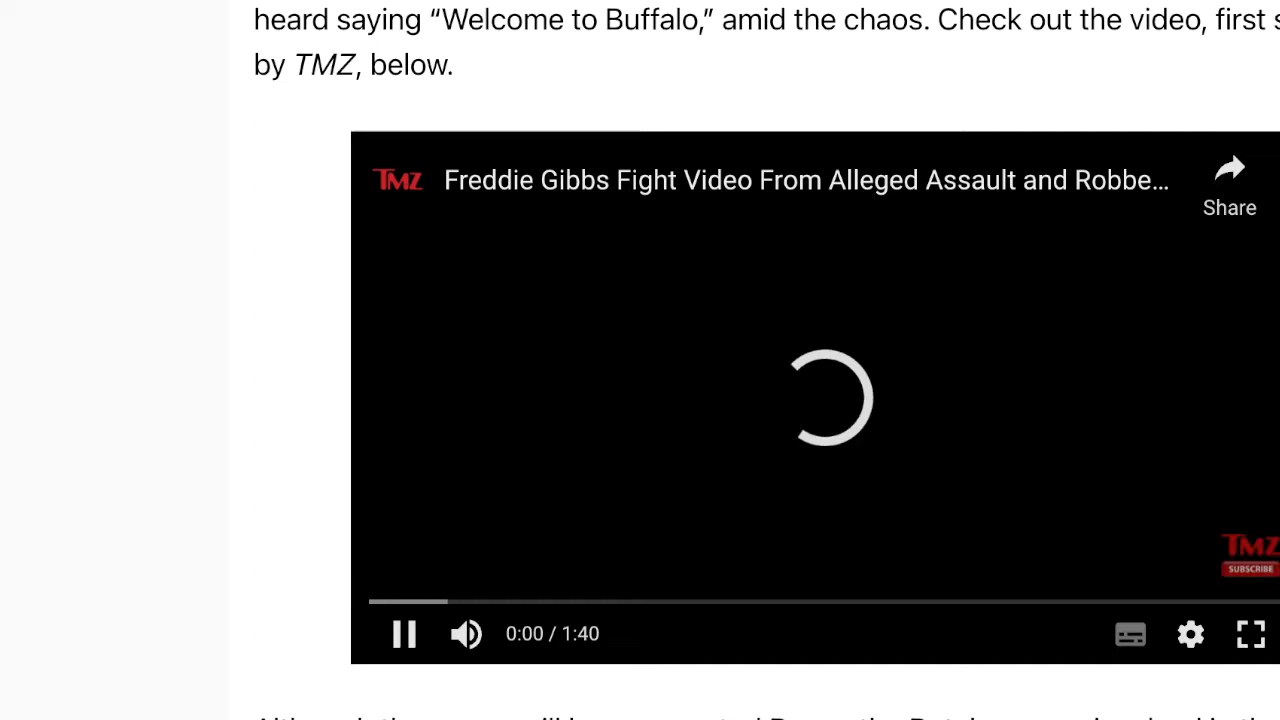 heard saying “Welcome to Buffalo,” amid the chaos. Check out the video, first
by TMZ, below.
TMZ Freddie Gibbs Fight Video From Alleged Assault and Robbe...
Share
TMZ
SUBSCRIBE
0:00 / 1:40